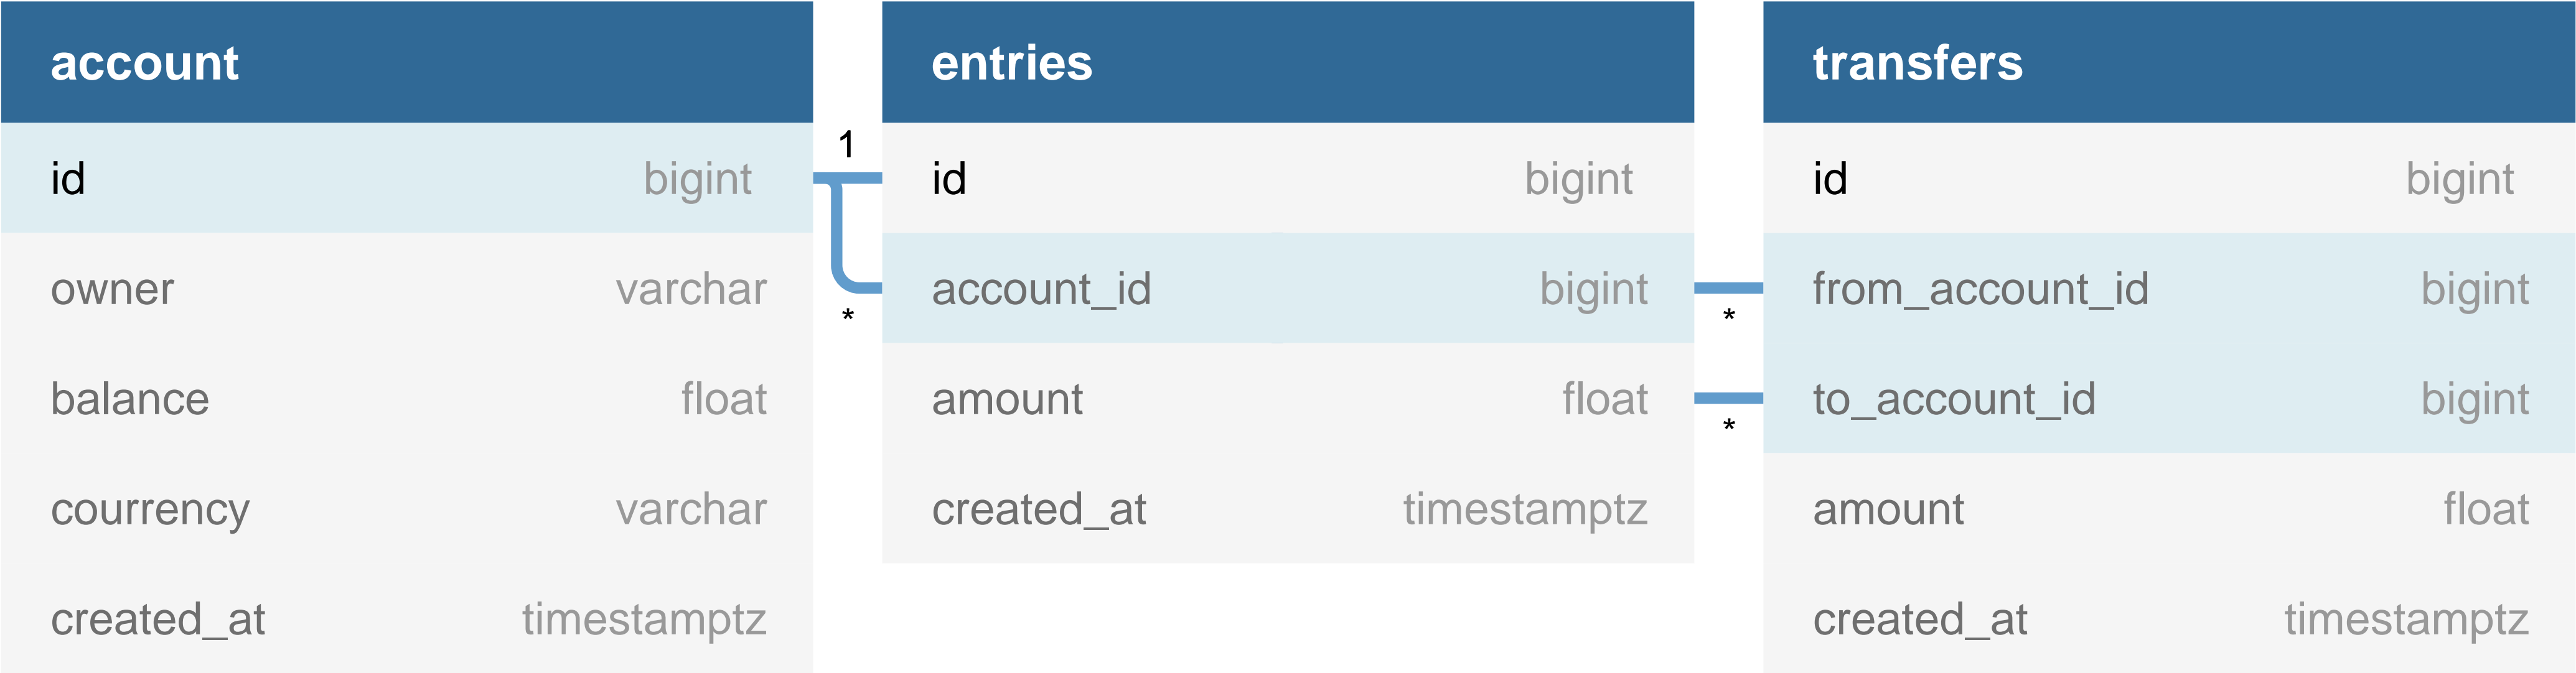 account
id bigint
owner varchar
balance float
courrency varchar
created_at timestamptz
1
*
entries
id bigint
account_id bigint
amount float
created_at timestamptz
*
*
transfers
id bigint
from_account_id bigint
to_account_id bigint
amount float
created_at timestamptz